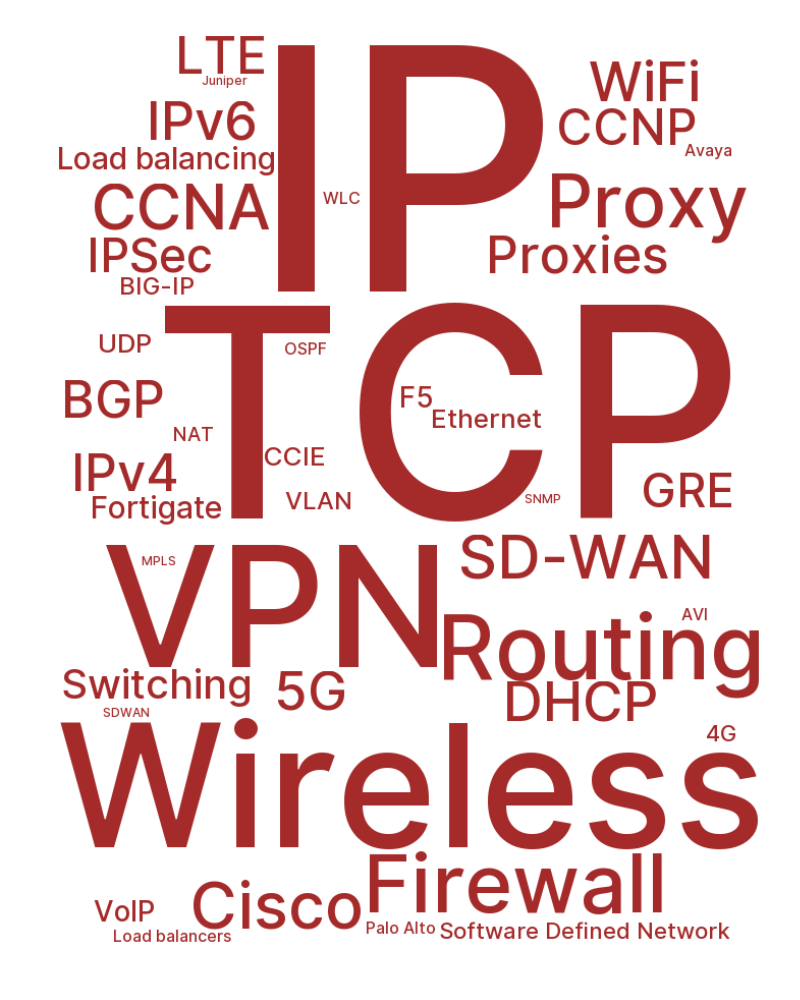 LTE
Juniper
IP
WiFi
IPv6
CCNP
Avaya
Load balancing
CCNA
WLC
Proxy
IPSec
Proxies
BIG-IP
TCP
UDP
OSPF
BGP
F5
Ethernet
NAT
CCIE
IPv4
GRE
Fortigate
VLAN
SNMP
VPN
MPLS
SD-WAN
AVI
Routing
Switching
5G
DHCP
SDWAN
4G
Wireless
Firewall
Cisco
VoIP
Palo Alto
Software Defined Network
Load balancers